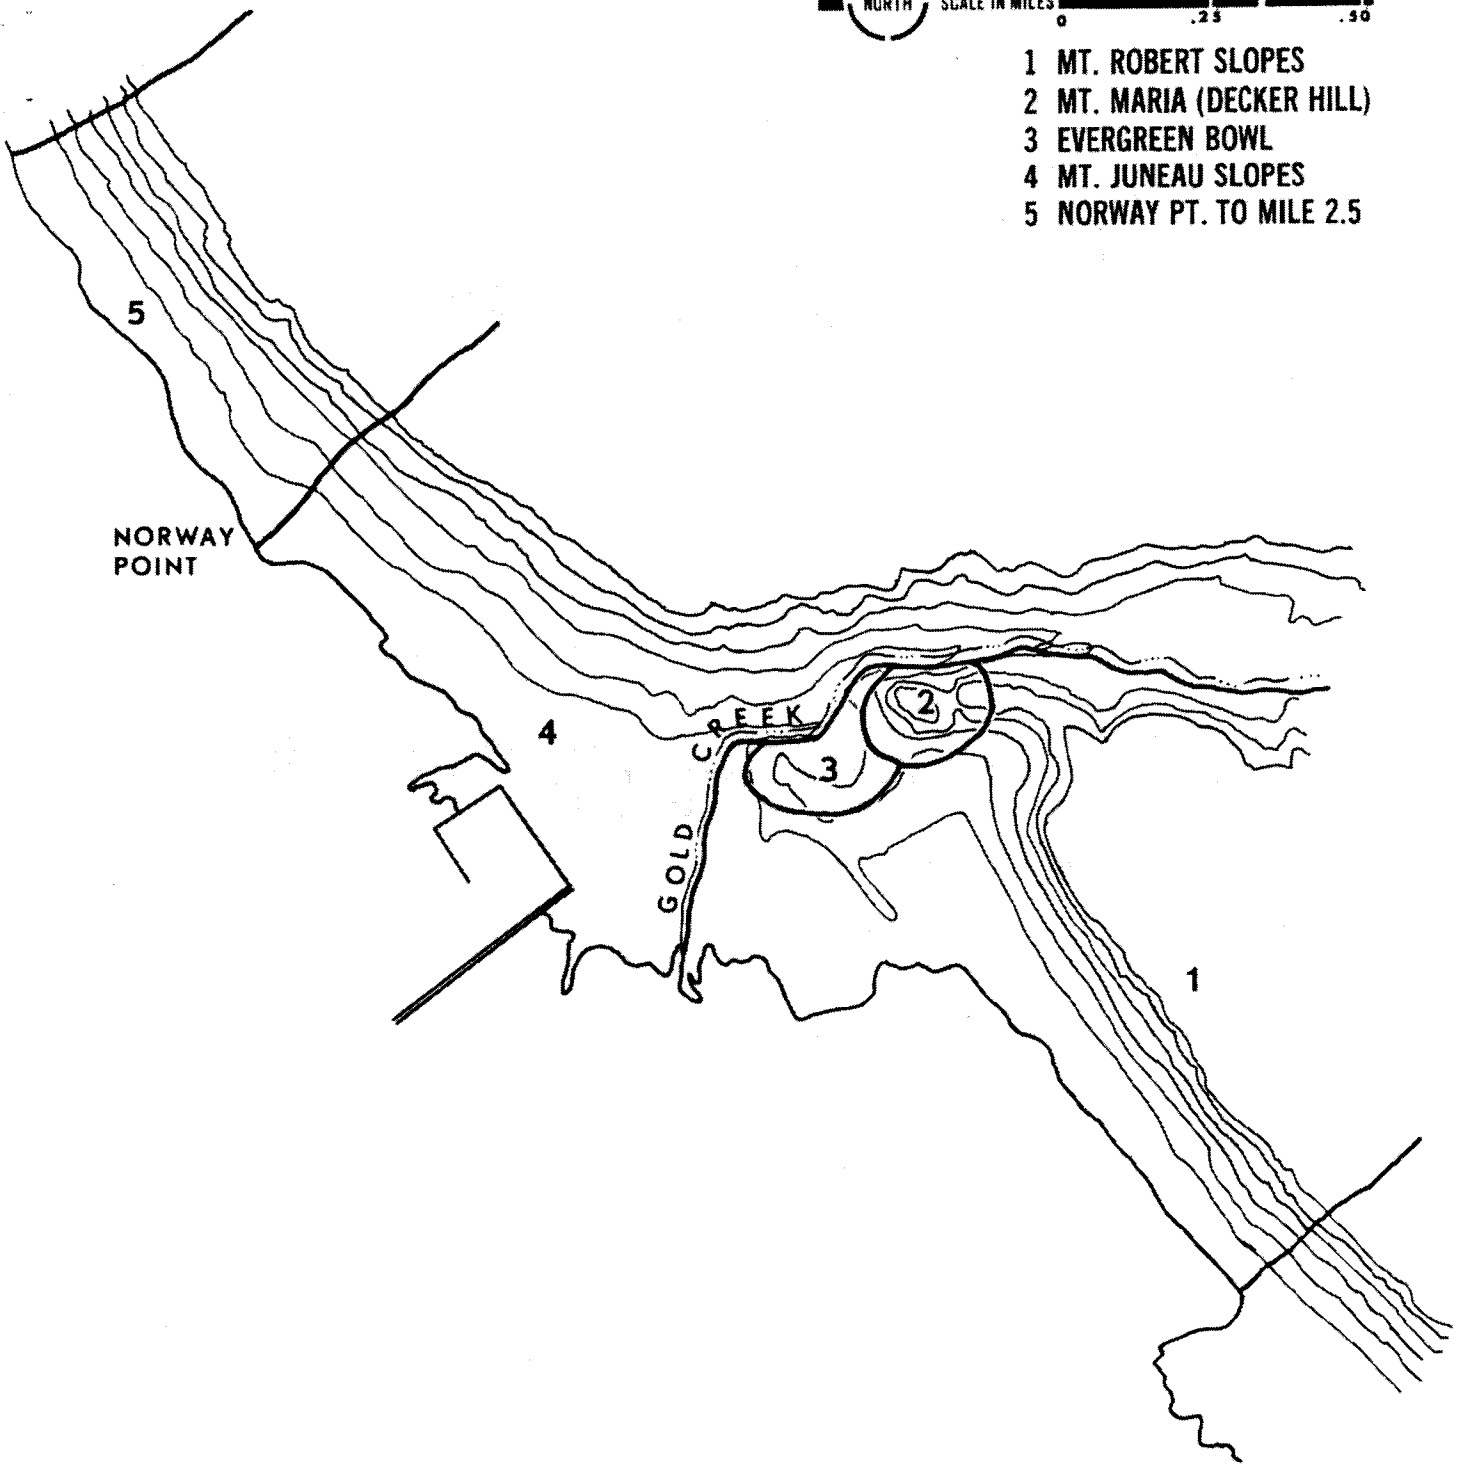 NORTH SCALE IN MILES
0 .25 .50
1 MT. ROBERT SLOPES
2 MT. MARIA (DECKER HILL)
3 EVERGREEN BOWL
4 MT. JUNEAU SLOPES
5 NORWAY PT. TO MILE 2.5
5
NORWAY
POINT
2
4
GOLD CREEK
3
1